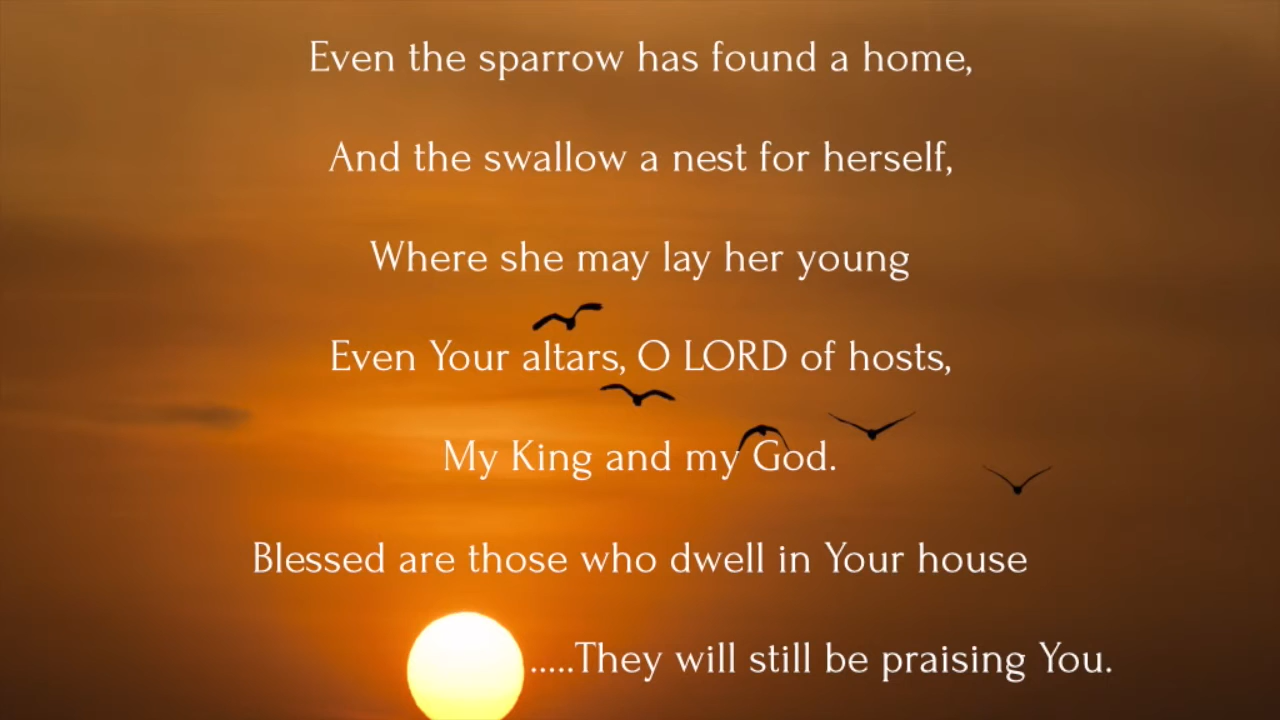 Even the sparrow has found a home,
And the swallow a nest for herself,
Where she may lay her young
Even Your altars, O LORD of hosts,
My King and my God.
Blessed are those who dwell in Your house
.....They will still be praising You.